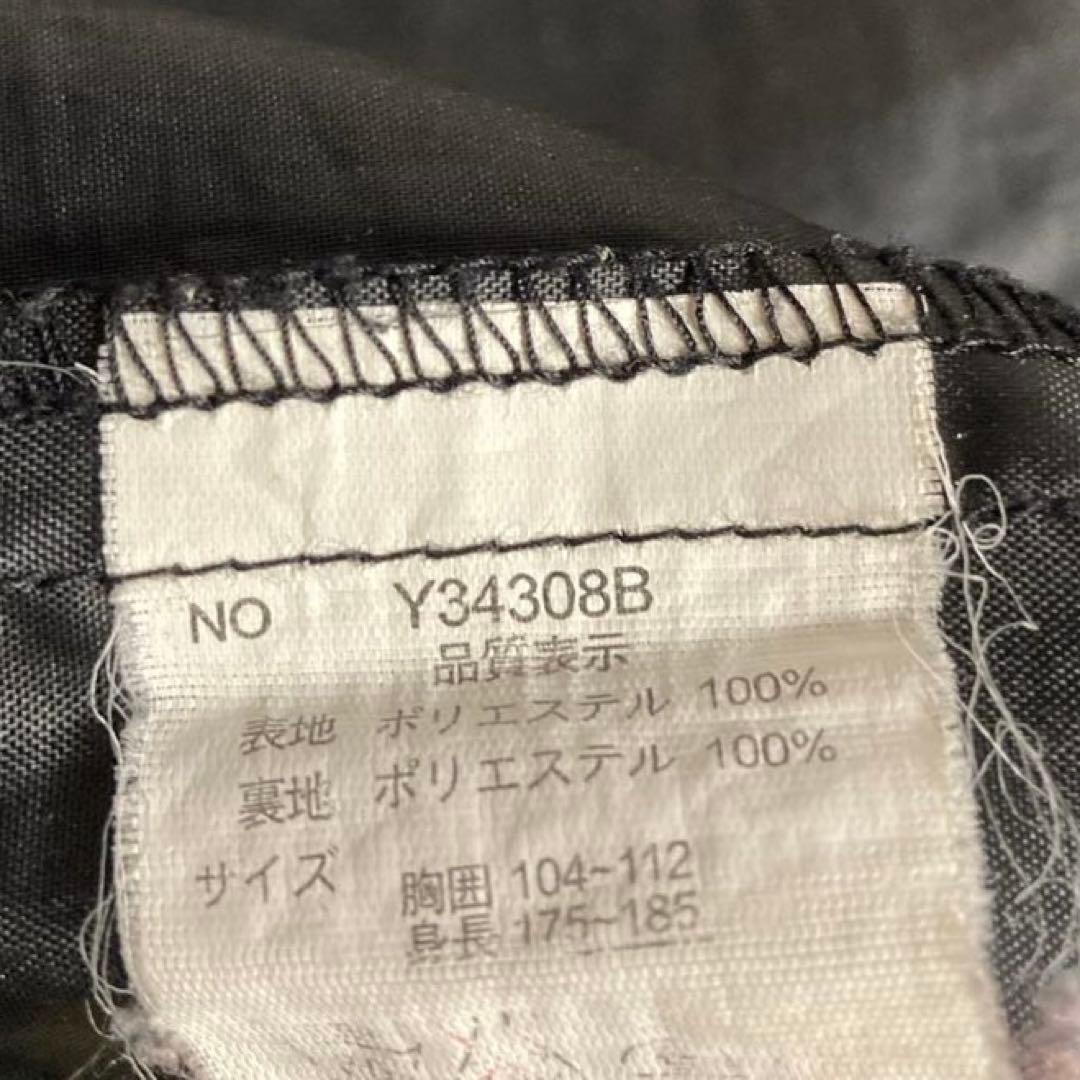 NO Y34308B
品質表示
表地 ポリエステル 100%
裏地 ポリエステル 100%
サイズ 胸囲 104~112
身長 175~185